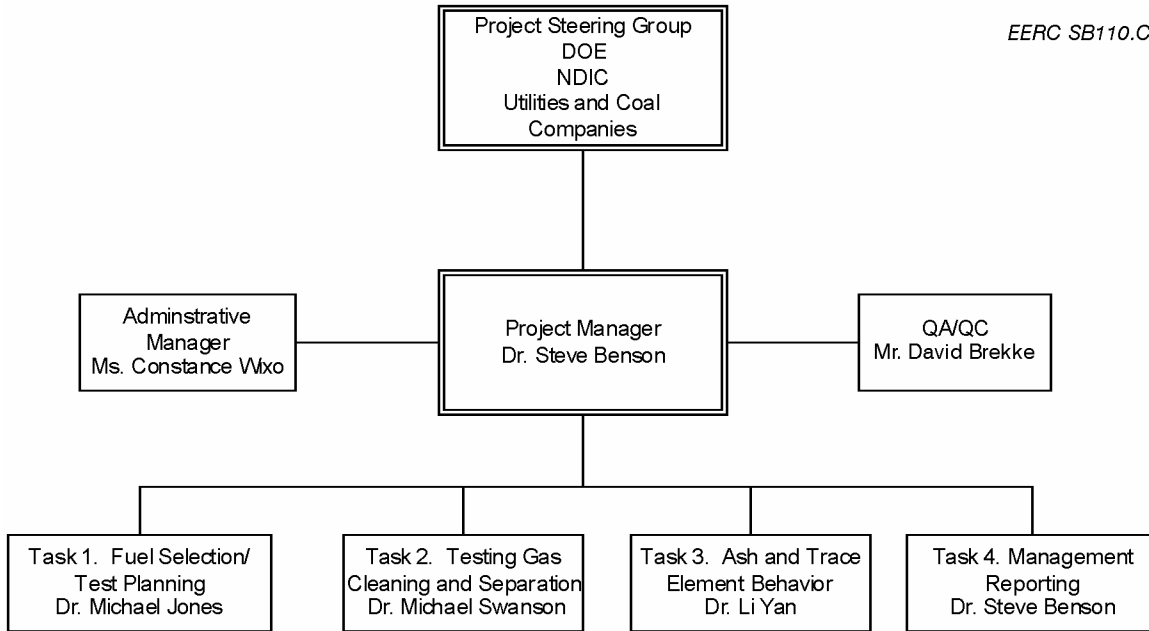 Project Steering Group
DOE
NDIC
Utilities and Coal
Companies
EERC SB110.C
Adminstrative
Manager
Ms. Constance Wixo
Project Manager
Dr. Steve Benson
QA/QC
Mr. David Brekke
Task 1. Fuel Selection/
Test Planning
Dr. Michael Jones
Task 2. Testing Gas
Cleaning and Separation
Dr. Michael Swanson
Task 3. Ash and Trace
Element Behavior
Dr. Li Yan
Task 4. Management
Reporting
Dr. Steve Benson